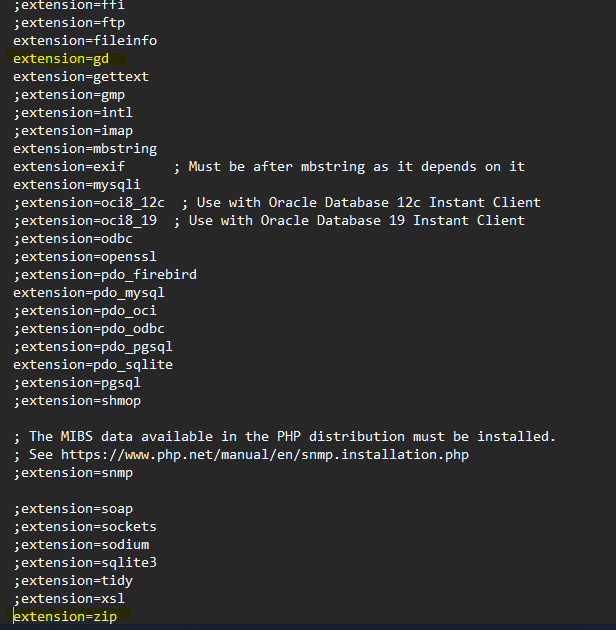 ;extension=ffi
;extension=ftp
extension=fileinfo
extension=gd
extension=gettext
;extension=gmp
;extension=intl
;extension=imap
extension=mbstring
extension=exif      ; Must be after mbstring as it depends on it
extension=mysqli
;extension=oci8_12c  ; Use with Oracle Database 12c Instant Client
;extension=oci8_19  ; Use with Oracle Database 19 Instant Client
;extension=odbc
;extension=openssl
;extension=pdo_firebird
extension=pdo_mysql
;extension=pdo_oci
;extension=pdo_odbc
;extension=pdo_pgsql
extension=pdo_sqlite
;extension=pgsql
;extension=shmop
; The MIBS data available in the PHP distribution must be installed.
; See https://www.php.net/manual/en/snmp.installation.php
;extension=snmp
;extension=soap
;extension=sockets
;extension=sodium
;extension=sqlite3
;extension=tidy
;extension=xsl
extension=zip